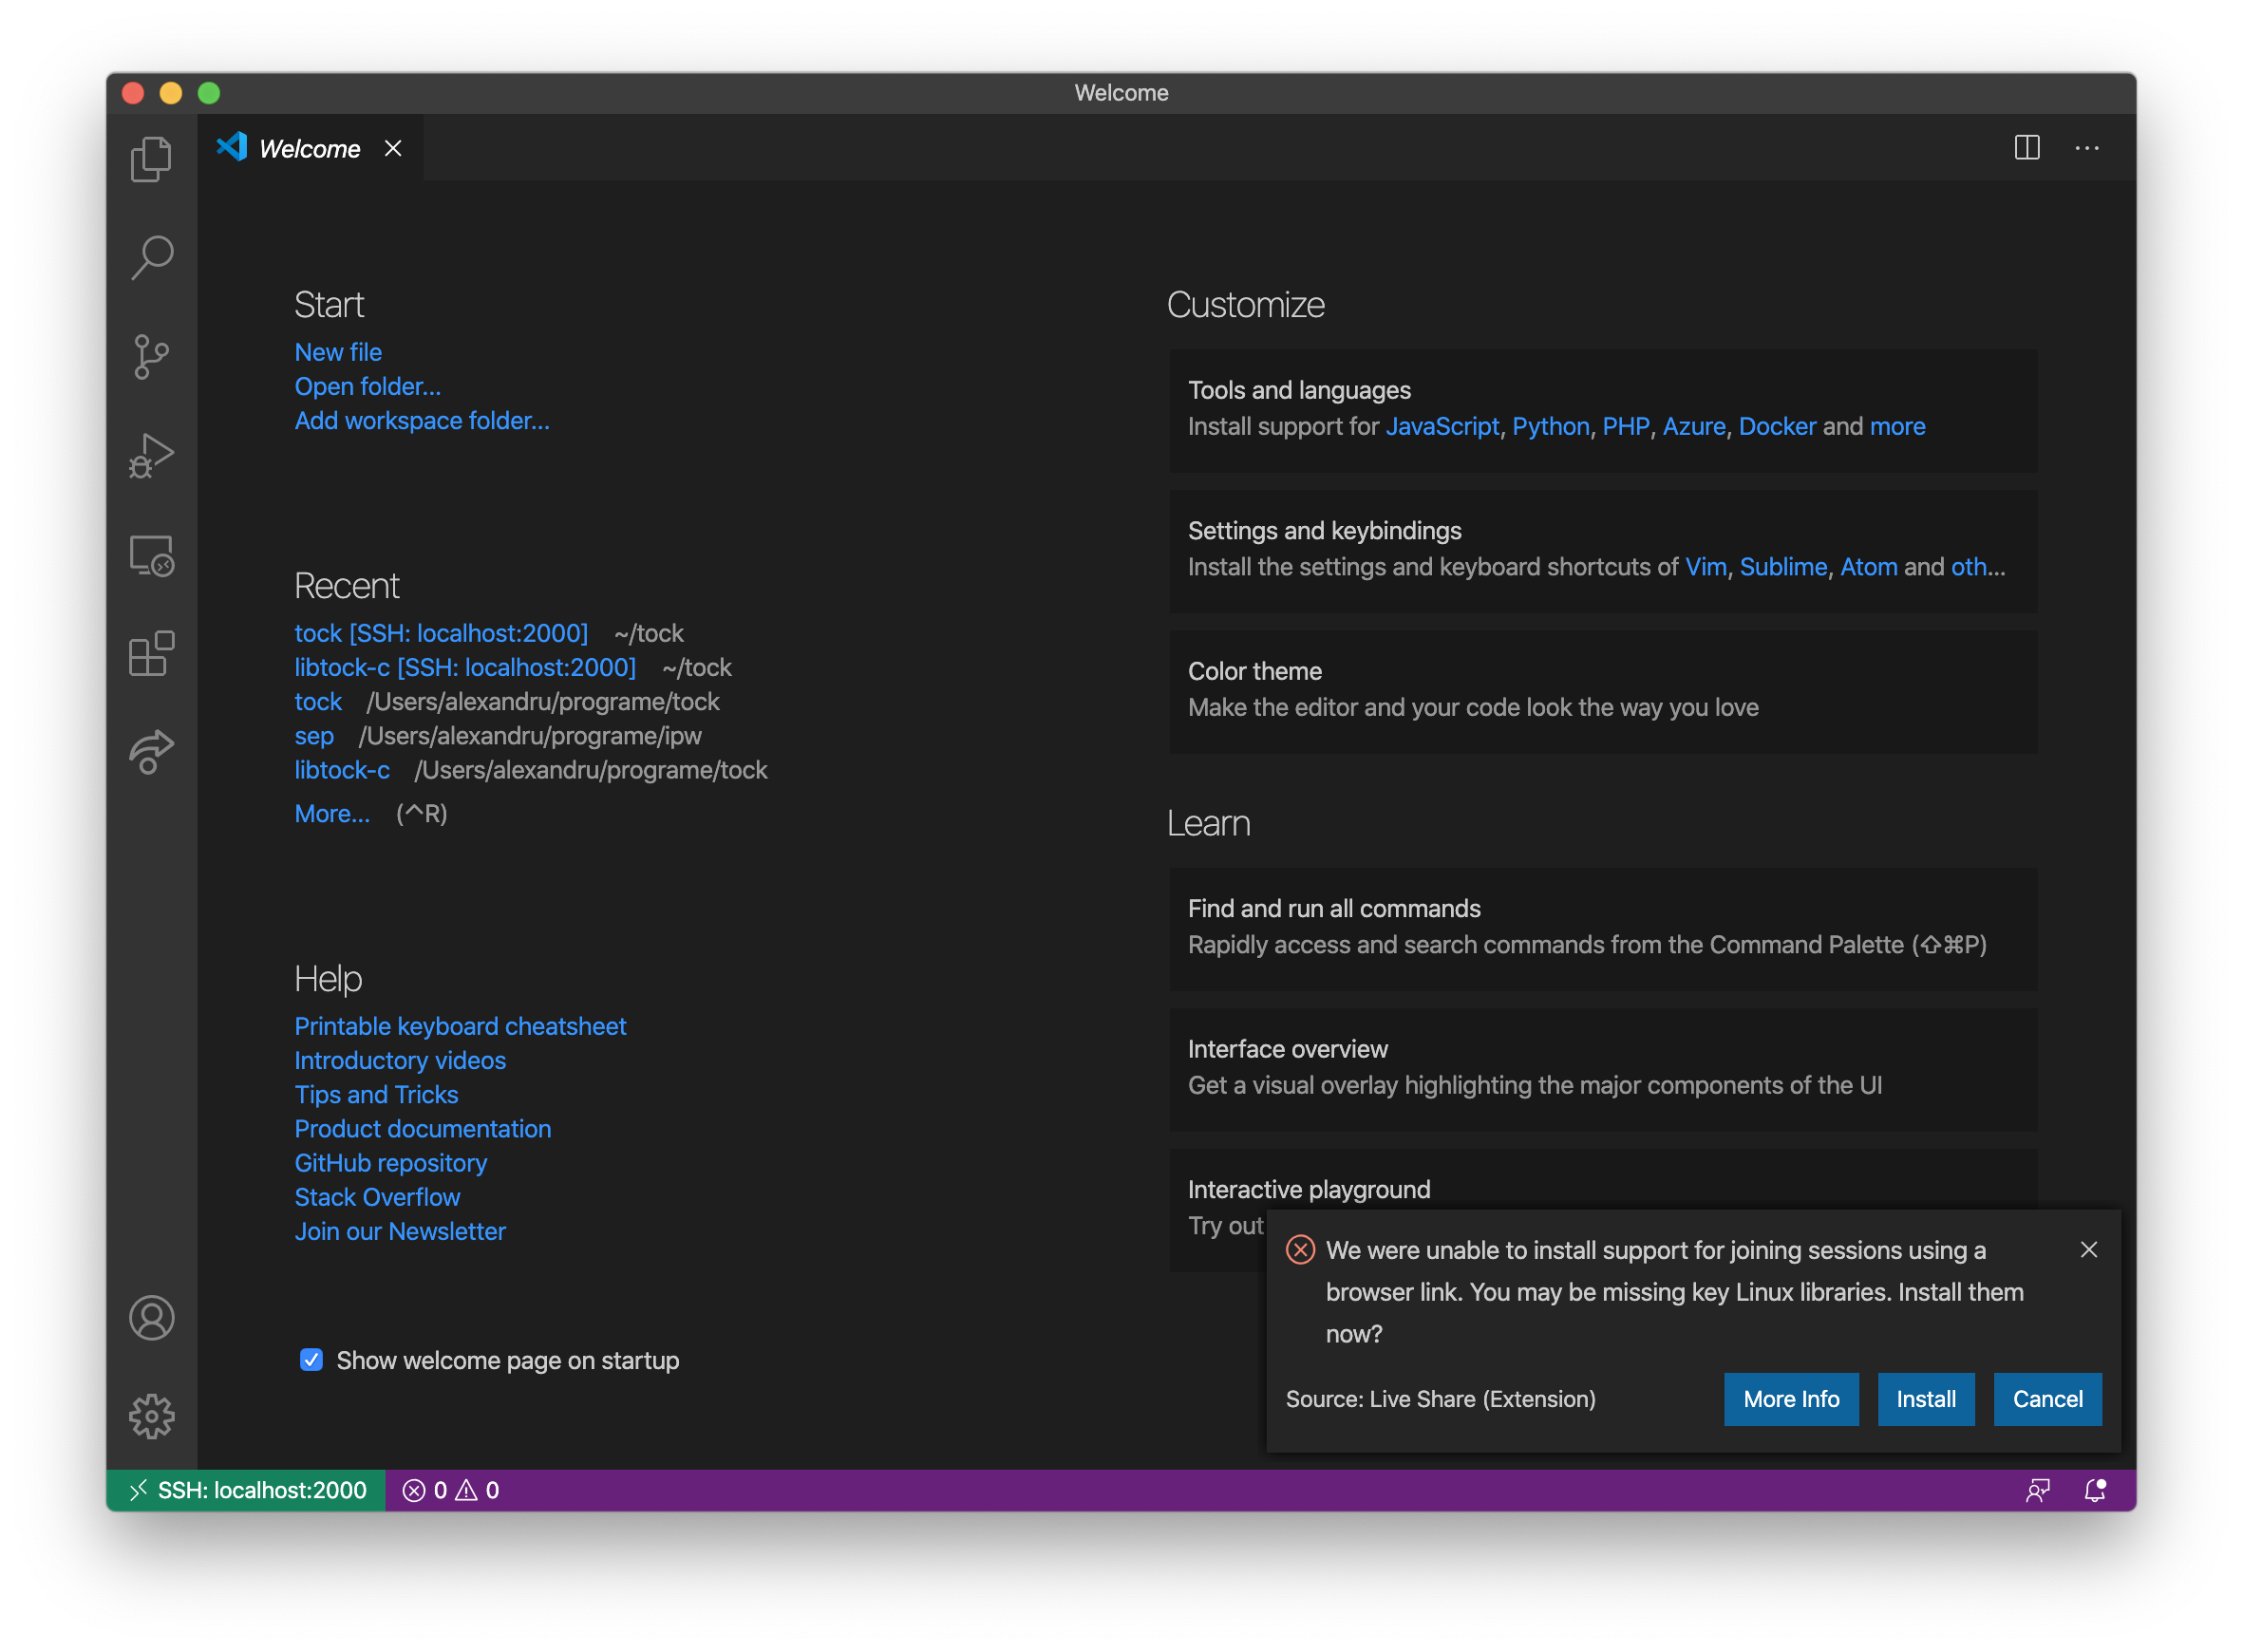 Welcome
Welcome
Start
New file
Open folder...
Add workspace folder...
Recent
tock [SSH: localhost:2000] ~/tock
libtock-c [SSH: localhost:2000] ~/tock
tock /Users/alexandru/programe/tock
sep /Users/alexandru/programe/ipw
libtock-c /Users/alexandru/programe/tock
More... (^R)
Help
Printable keyboard cheatsheet
Introductory videos
Tips and Tricks
Product documentation
GitHub repository
Stack Overflow
Join our Newsletter
Show welcome page on startup
Customize
Tools and languages
Install support for JavaScript, Python, PHP, Azure, Docker and more
Settings and keybindings
Install the settings and keyboard shortcuts of Vim, Sublime, Atom and oth...
Color theme
Make the editor and your code look the way you love
Learn
Find and run all commands
Rapidly access and search commands from the Command Palette (⇧⌘P)
Interface overview
Get a visual overlay highlighting the major components of the UI
Interactive playground
Try out
We were unable to install support for joining sessions using a
browser link. You may be missing key Linux libraries. Install them
now?
Source: Live Share (Extension)
More Info
Install
Cancel
SSH: localhost:2000
0
0